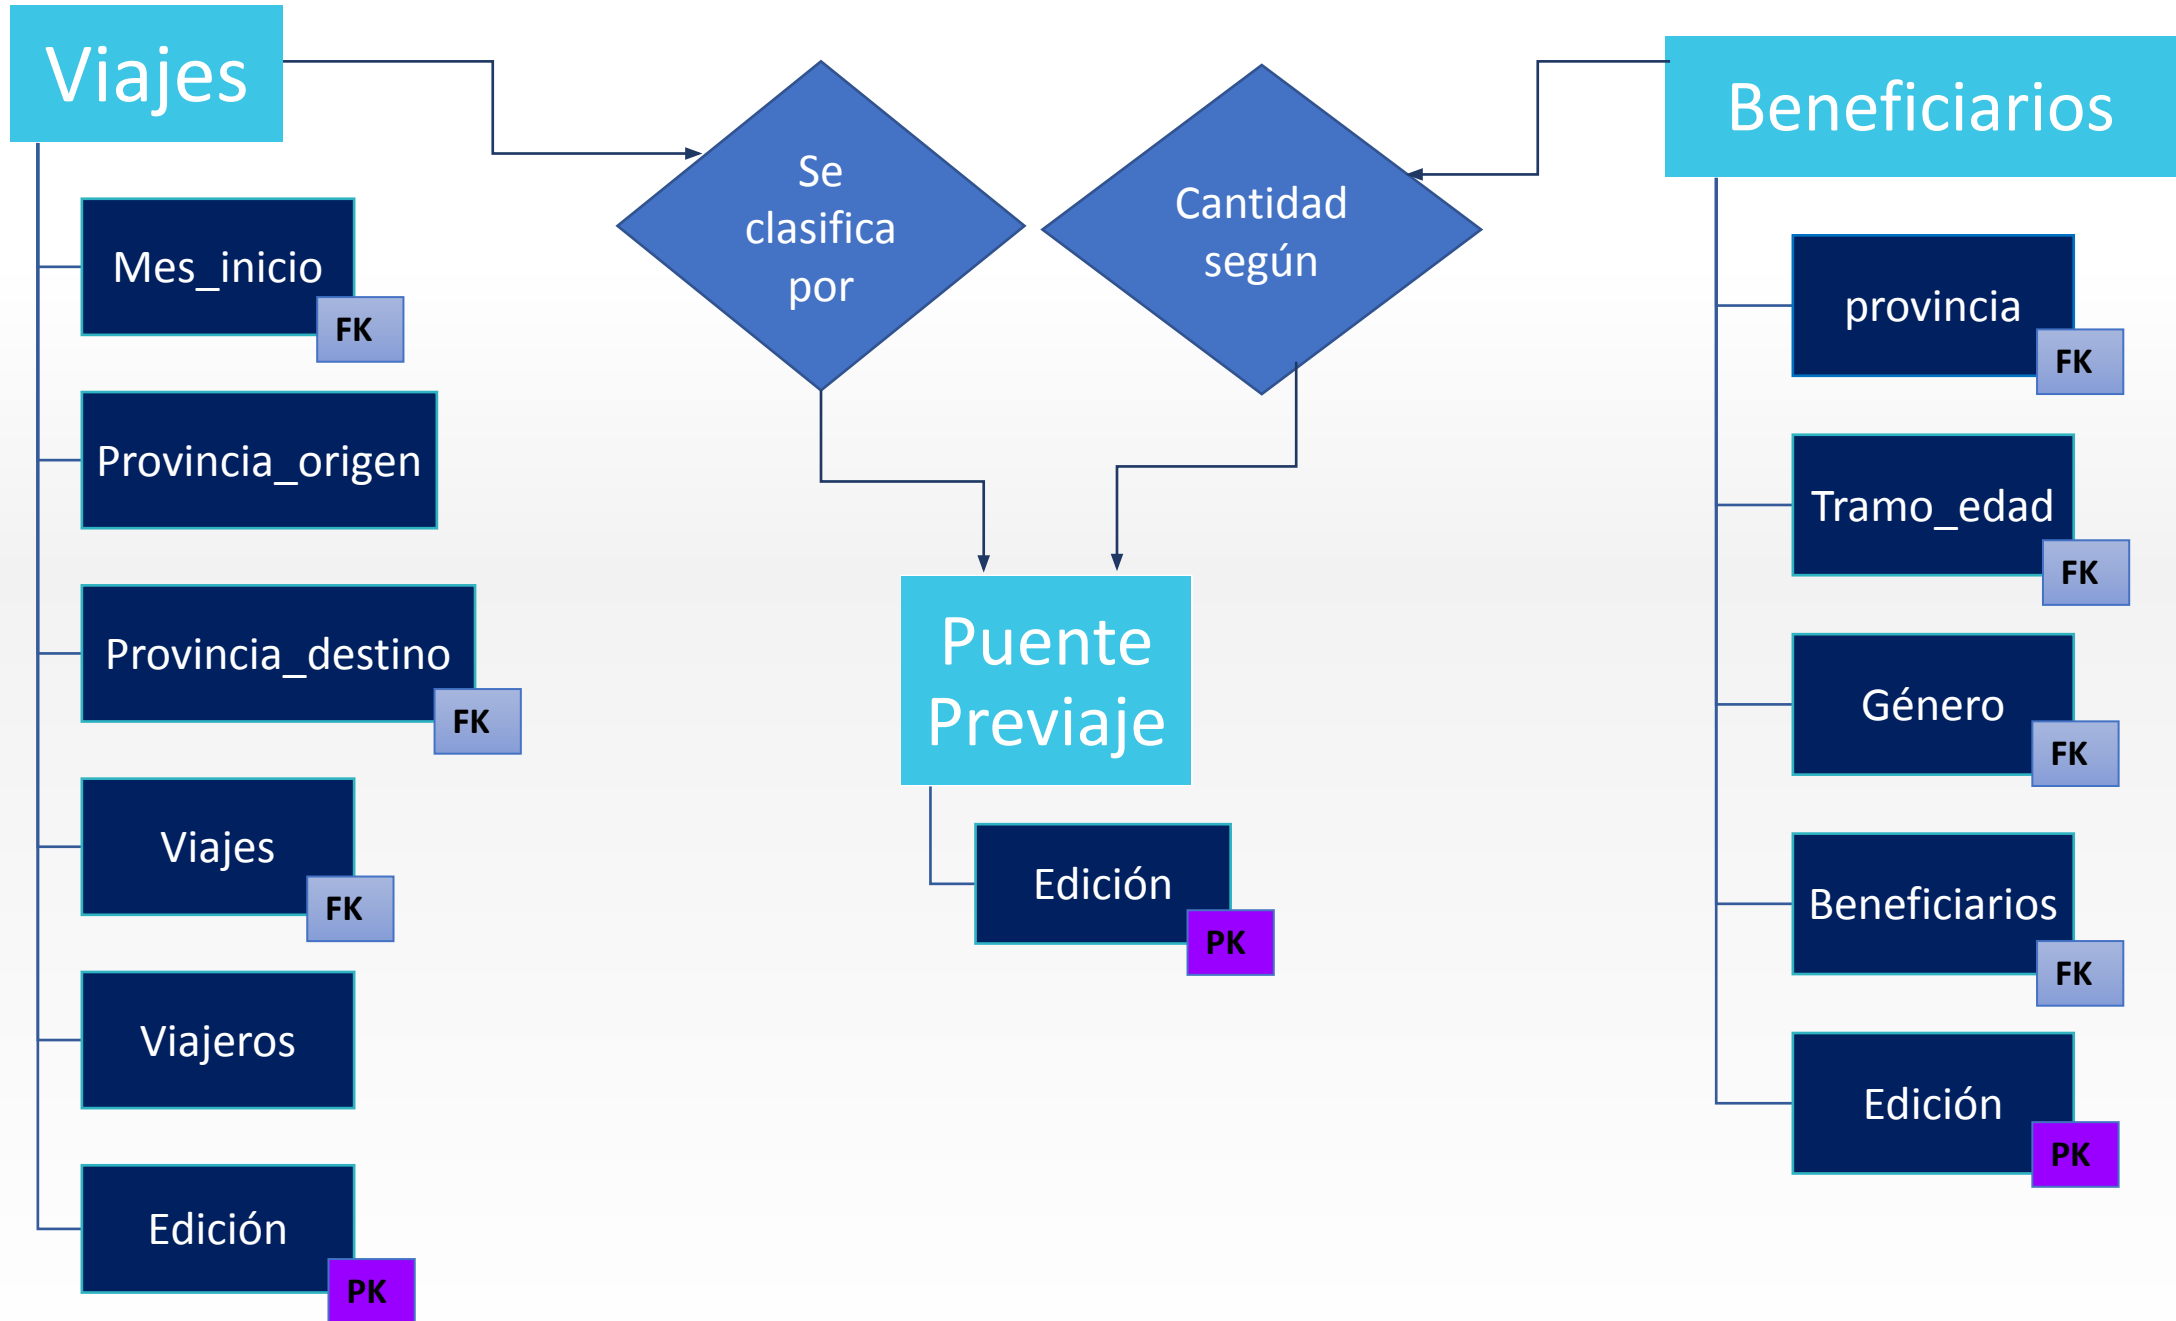 Viajes
Mes_inicio
FK
Provincia_origen
Provincia_destino
FK
Viajes
FK
Viajeros
Edición
PK
Se
clasifica
por
Cantidad
según
Puente
Previaje
Edición
PK
Beneficiarios
provincia
FK
Tramo_edad
FK
Género
FK
Beneficiarios
FK
Edición
PK